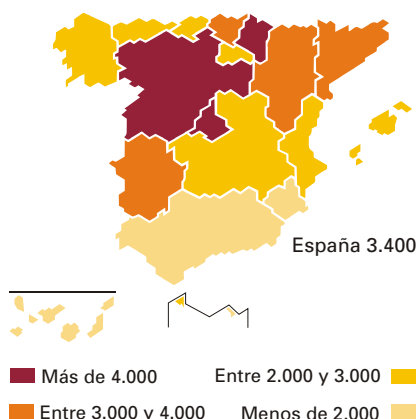 España 3.400
Más de 4.000
Entre 2.000 y 3.000
Entre 3.000 y 4.000
Menos de 2.000